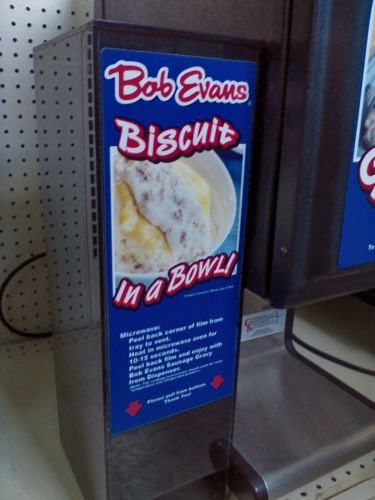 Bob Evans
Biscuit
In a Bowl!
Microwave:
Peel back corner of film from
tray to vent.
Heat in microwave oven for
10-15 seconds.
Peel back film and enjoy with
Bob Evans Sausage Gravy
from Dispenser.
Please pull from bottom.
Thank You!